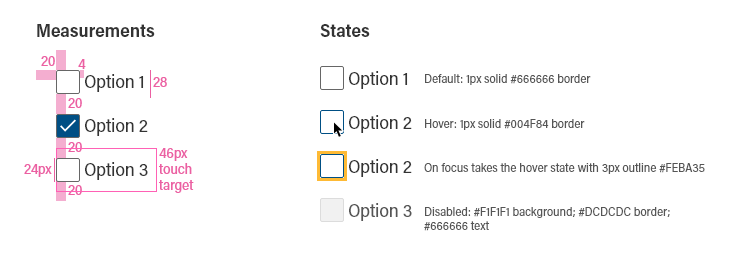 Measurements
20
4
Option 1
28
20
Option 2
20
46px
touch
target
24px
Option 3
20
States
Option 1
Default: 1px solid #666666 border
Option 2
Hover: 1px solid #004F84 border
Option 2
On focus takes the hover state with 3px outline #FEBA35
Option 3
Disabled: #F1F1F1 background; #DCDCDC border;
#666666 text